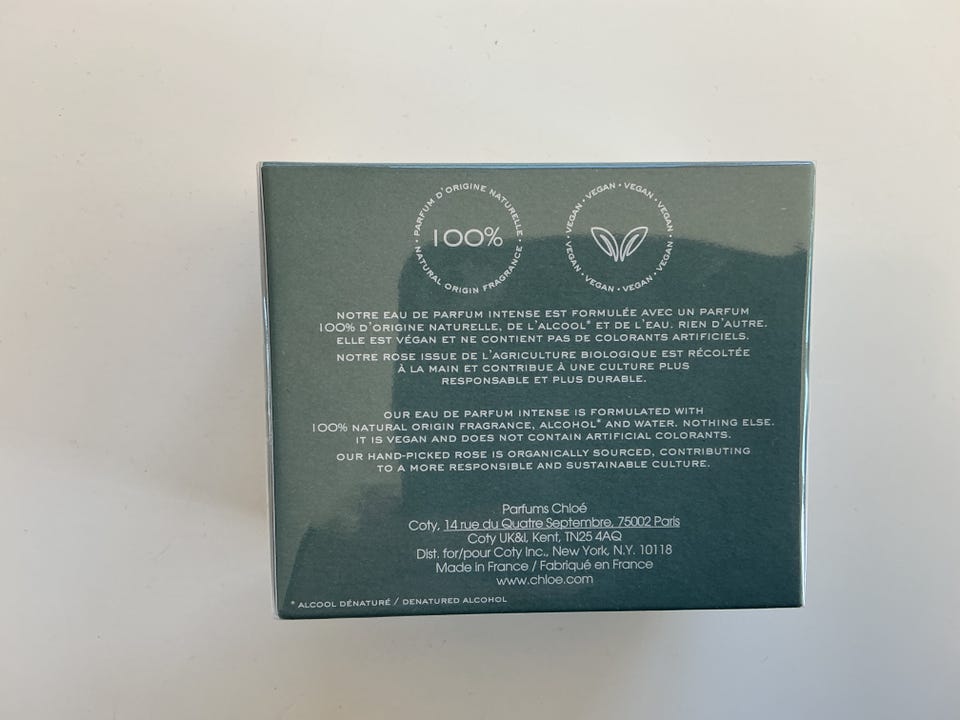 • PARFUM D'ORIGINE NATURELLE •
100%
NATURAL ORIGIN FRAGRANCE
VEGAN • VEGAN • VEGAN • VEGAN • VEGAN • VEGAN • VEGAN • VEGAN •
NOTRE EAU DE PARFUM INTENSE EST FORMULÉE AVEC UN PARFUM
100% D'ORIGINE NATURELLE, DE L'ALCOOL* ET DE L'EAU. RIEN D'AUTRE.
ELLE EST VÉGAN ET NE CONTIENT PAS DE COLORANTS ARTIFICIELS.
NOTRE ROSE ISSUE DE L'AGRICULTURE BIOLOGIQUE EST RÉCOLTÉE
À LA MAIN ET CONTRIBUE À UNE CULTURE PLUS
RESPONSABLE ET PLUS DURABLE.
OUR EAU DE PARFUM INTENSE IS FORMULATED WITH
100% NATURAL ORIGIN FRAGRANCE, ALCOHOL* AND WATER. NOTHING ELSE.
IT IS VEGAN AND DOES NOT CONTAIN ARTIFICIAL COLORANTS.
OUR HAND-PICKED ROSE IS ORGANICALLY SOURCED, CONTRIBUTING
TO A MORE RESPONSIBLE AND SUSTAINABLE CULTURE.
Parfums Chloé
Coty, 14 rue du Quatre Septembre, 75002 Paris
Coty UK&I, Kent, TN25 4AQ
Dist. for/pour Coty Inc., New York, N.Y. 10118
Made in France / Fabriqué en France
www.chloe.com
* ALCOOL DÉNATURÉ / DENATURED ALCOHOL